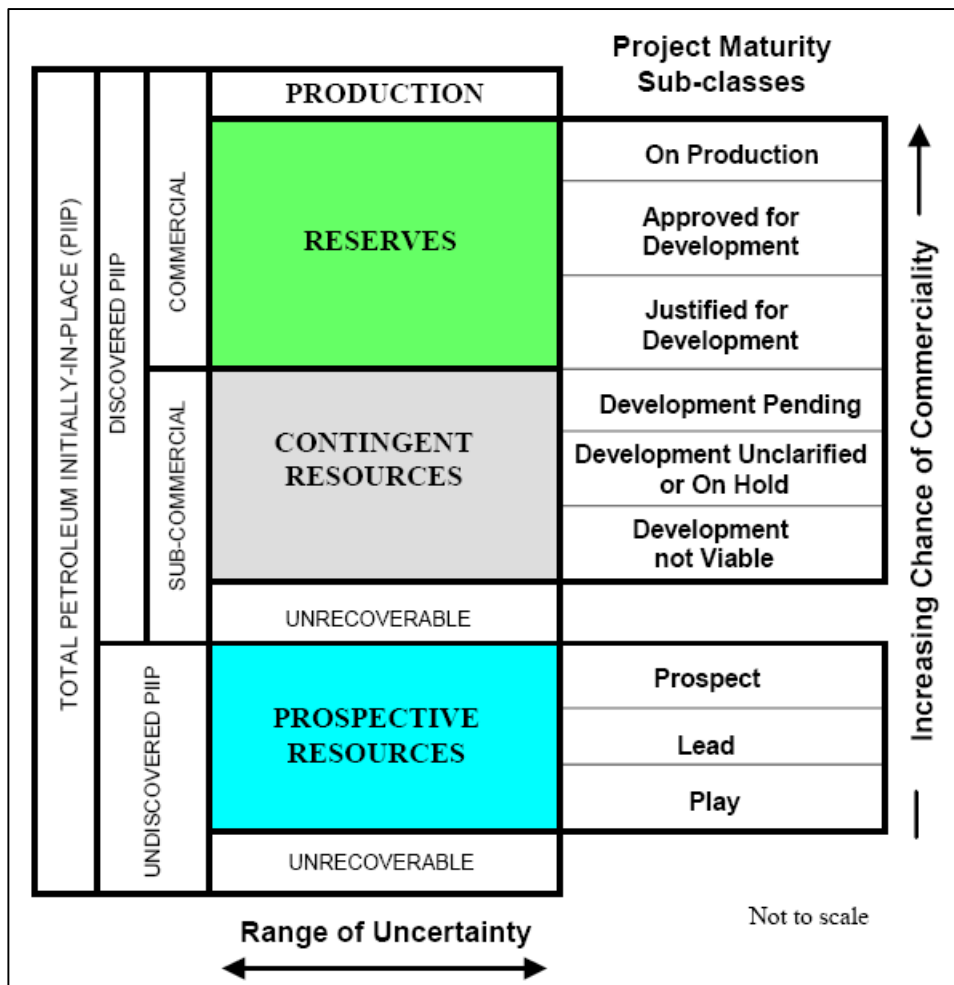 Project Maturity
Sub-classes
PRODUCTION
RESERVES
CONTINGENT
RESOURCES
UNRECOVERABLE
PROSPECTIVE
RESOURCES
UNRECOVERABLE
TOTAL PETROLEUM INITIALLY-IN-PLACE (PIIP)
DISCOVERED PIIP
UNDISCOVERED PIIP
COMMERCIAL
SUB-COMMERCIAL
On Production
Approved for
Development
Justified for
Development
Development Pending
Development Unclarified
or On Hold
Development
not Viable
Prospect
Lead
Play
Increasing Chance of Commerciality
Range of Uncertainty
Not to scale